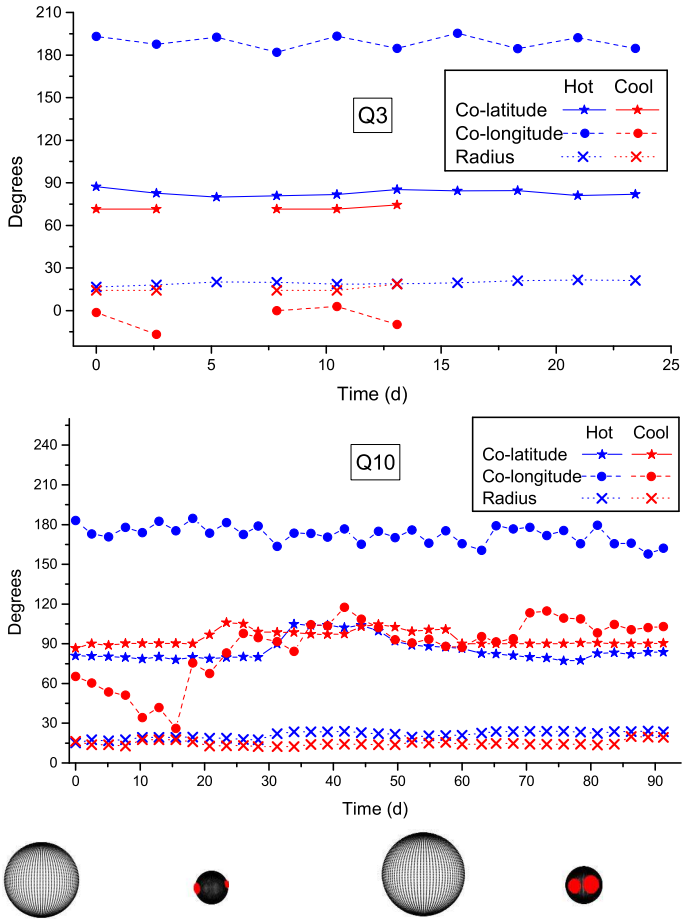 210
180
150
120
90
60
30
0
Degrees
Q3
Hot Cool
Co-latitude
Co-longitude
Radius
0 5 10 15 20 25
Time (d)
240
210
180
150
120
90
60
30
0
Degrees
Q10
Hot Cool
Co-latitude
Co-longitude
Radius
0 10 20 30 40 50 60 70 80 90
Time (d)